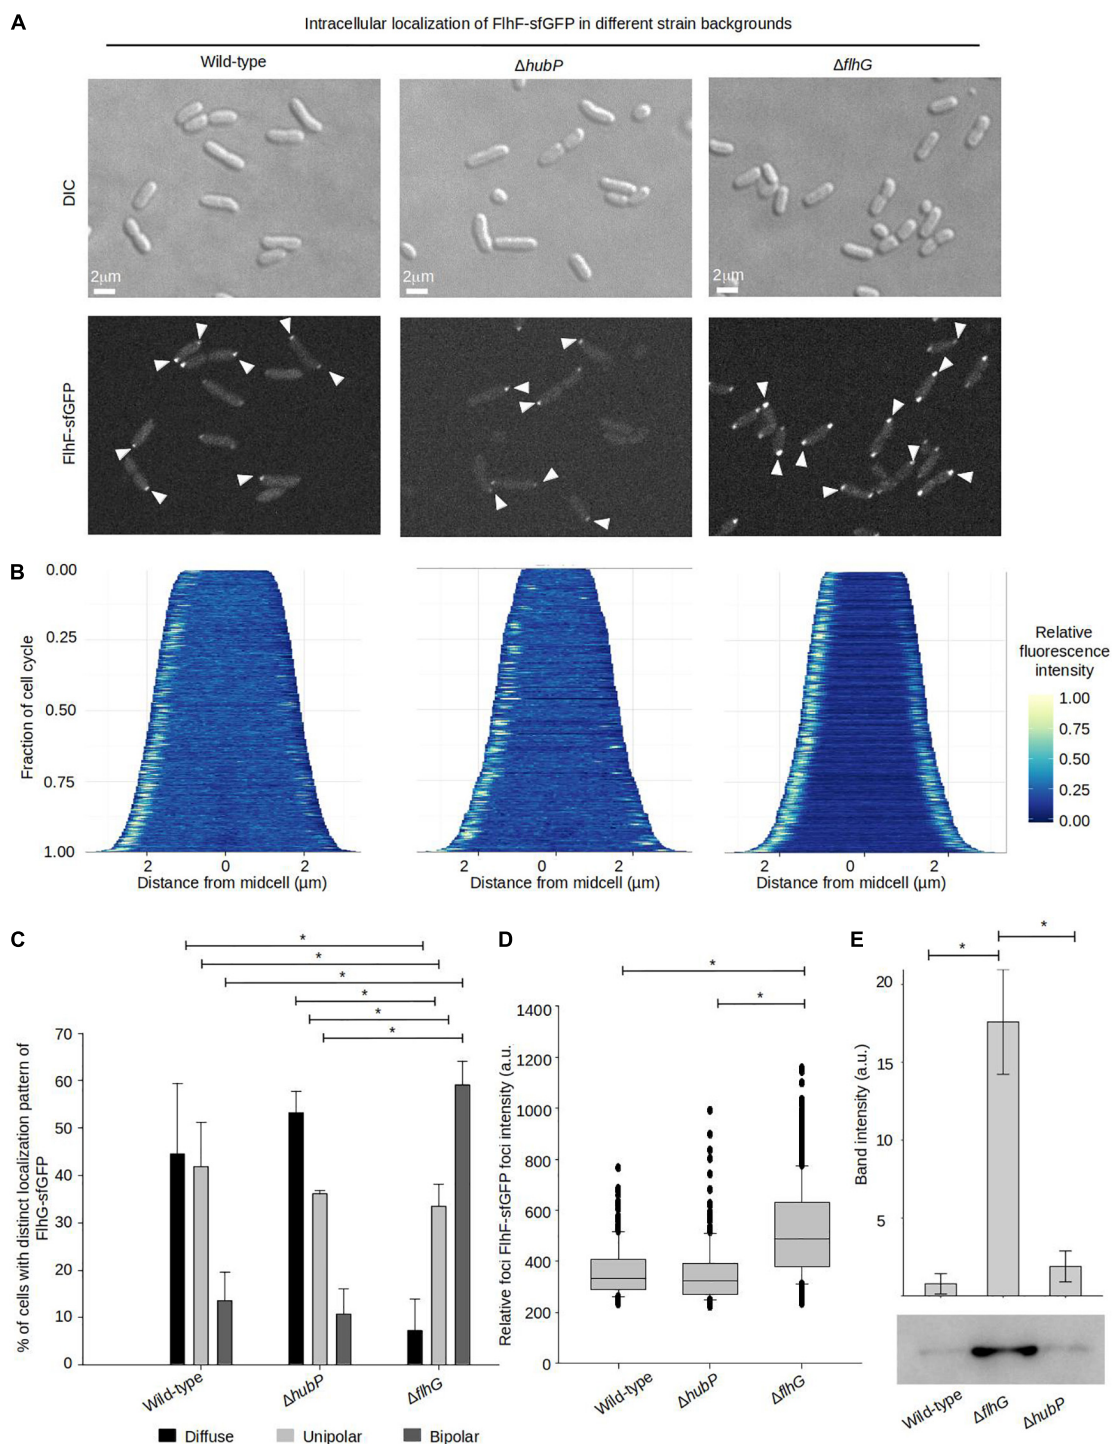 A
Intracellular localization of FlhF-sfGFP in different strain backgrounds
Wild-type
ΔhubP
ΔflhG
DIC
2μm
2μm
2μm
FlhF-sfGFP
B
Fraction of cell cycle
0.00
0.25
0.50
0.75
1.00
2 0 2
Distance from midcell (μm)
2 0 2
Distance from midcell (μm)
2 0 2
Distance from midcell (μm)
Relative
fluorescence
intensity
1.00
0.75
0.50
0.25
0.00
C
* * * * * *
% of cells with distinct localization pattern of
FlhG-sfGFP
70
60
50
40
30
20
10
0
Wild-type
ΔhubP
ΔflhG
Diffuse
Unipolar
Bipolar
D
* *
Relative foci FlhF-sfGFP foci intensity (a.u.
1400
1200
1000
800
600
400
200
0
Wild-type
ΔhubP
ΔflhG
E
* *
Band intensity (a.u.)
20
15
10
5
Wild-type
ΔflhG
ΔhubP